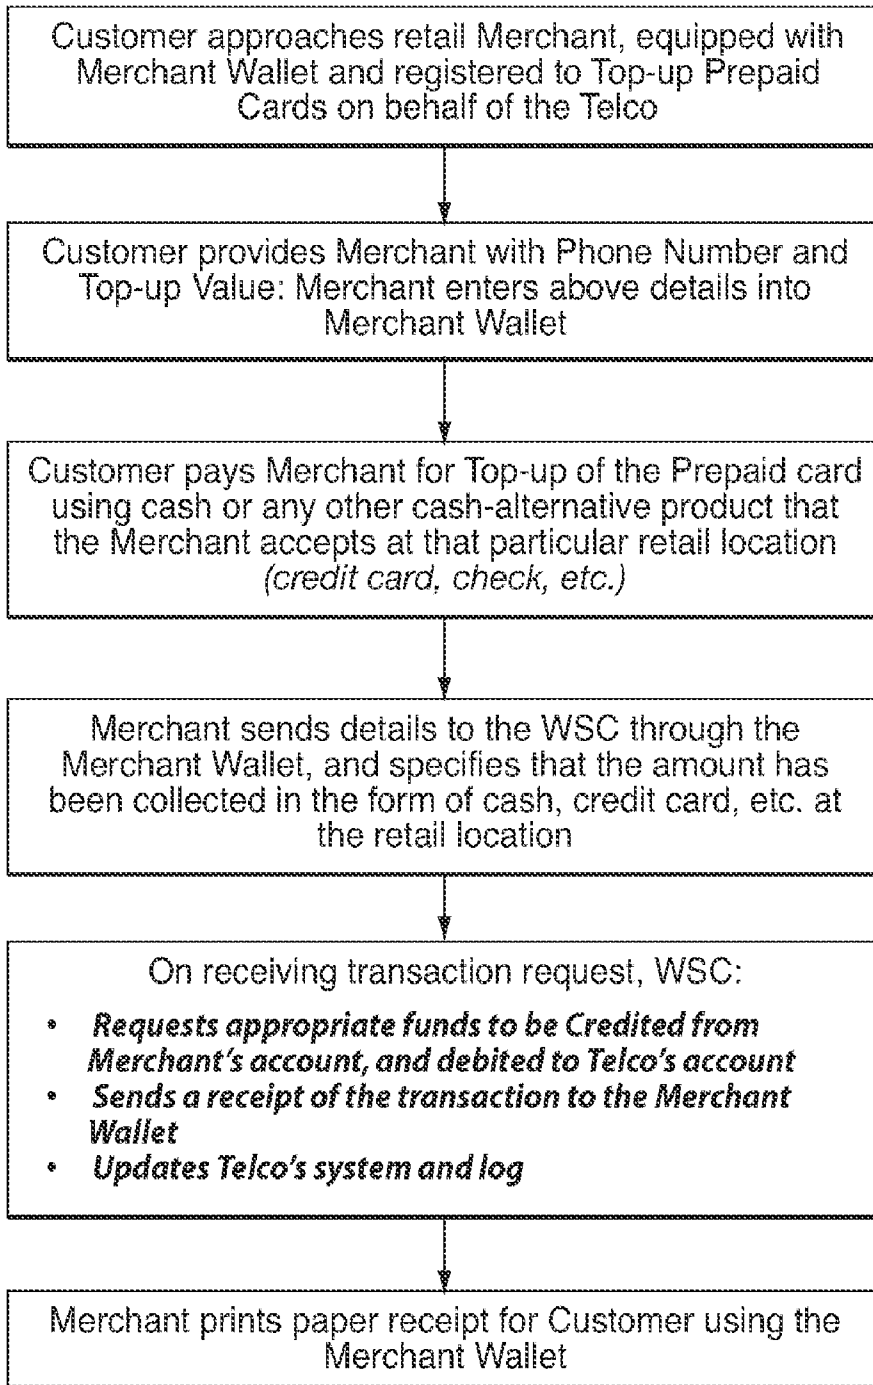 Customer approaches retail Merchant, equipped with
Merchant Wallet and registered to Top-up Prepaid
Cards on behalf of the Telco
Customer provides Merchant with Phone Number and
Top-up Value: Merchant enters above details into
Merchant Wallet
Customer pays Merchant for Top-up of the Prepaid card
using cash or any other cash-alternative product that
the Merchant accepts at that particular retail location
(credit card, check, etc.)
Merchant sends details to the WSC through the
Merchant Wallet, and specifies that the amount has
been collected in the form of cash, credit card, etc. at
the retail location
On receiving transaction request, WSC:
• Requests appropriate funds to be Credited from
Merchant's account, and debited to Telco's account
• Sends a receipt of the transaction to the Merchant
Wallet
• Updates Telco's system and log
Merchant prints paper receipt for Customer using the
Merchant Wallet